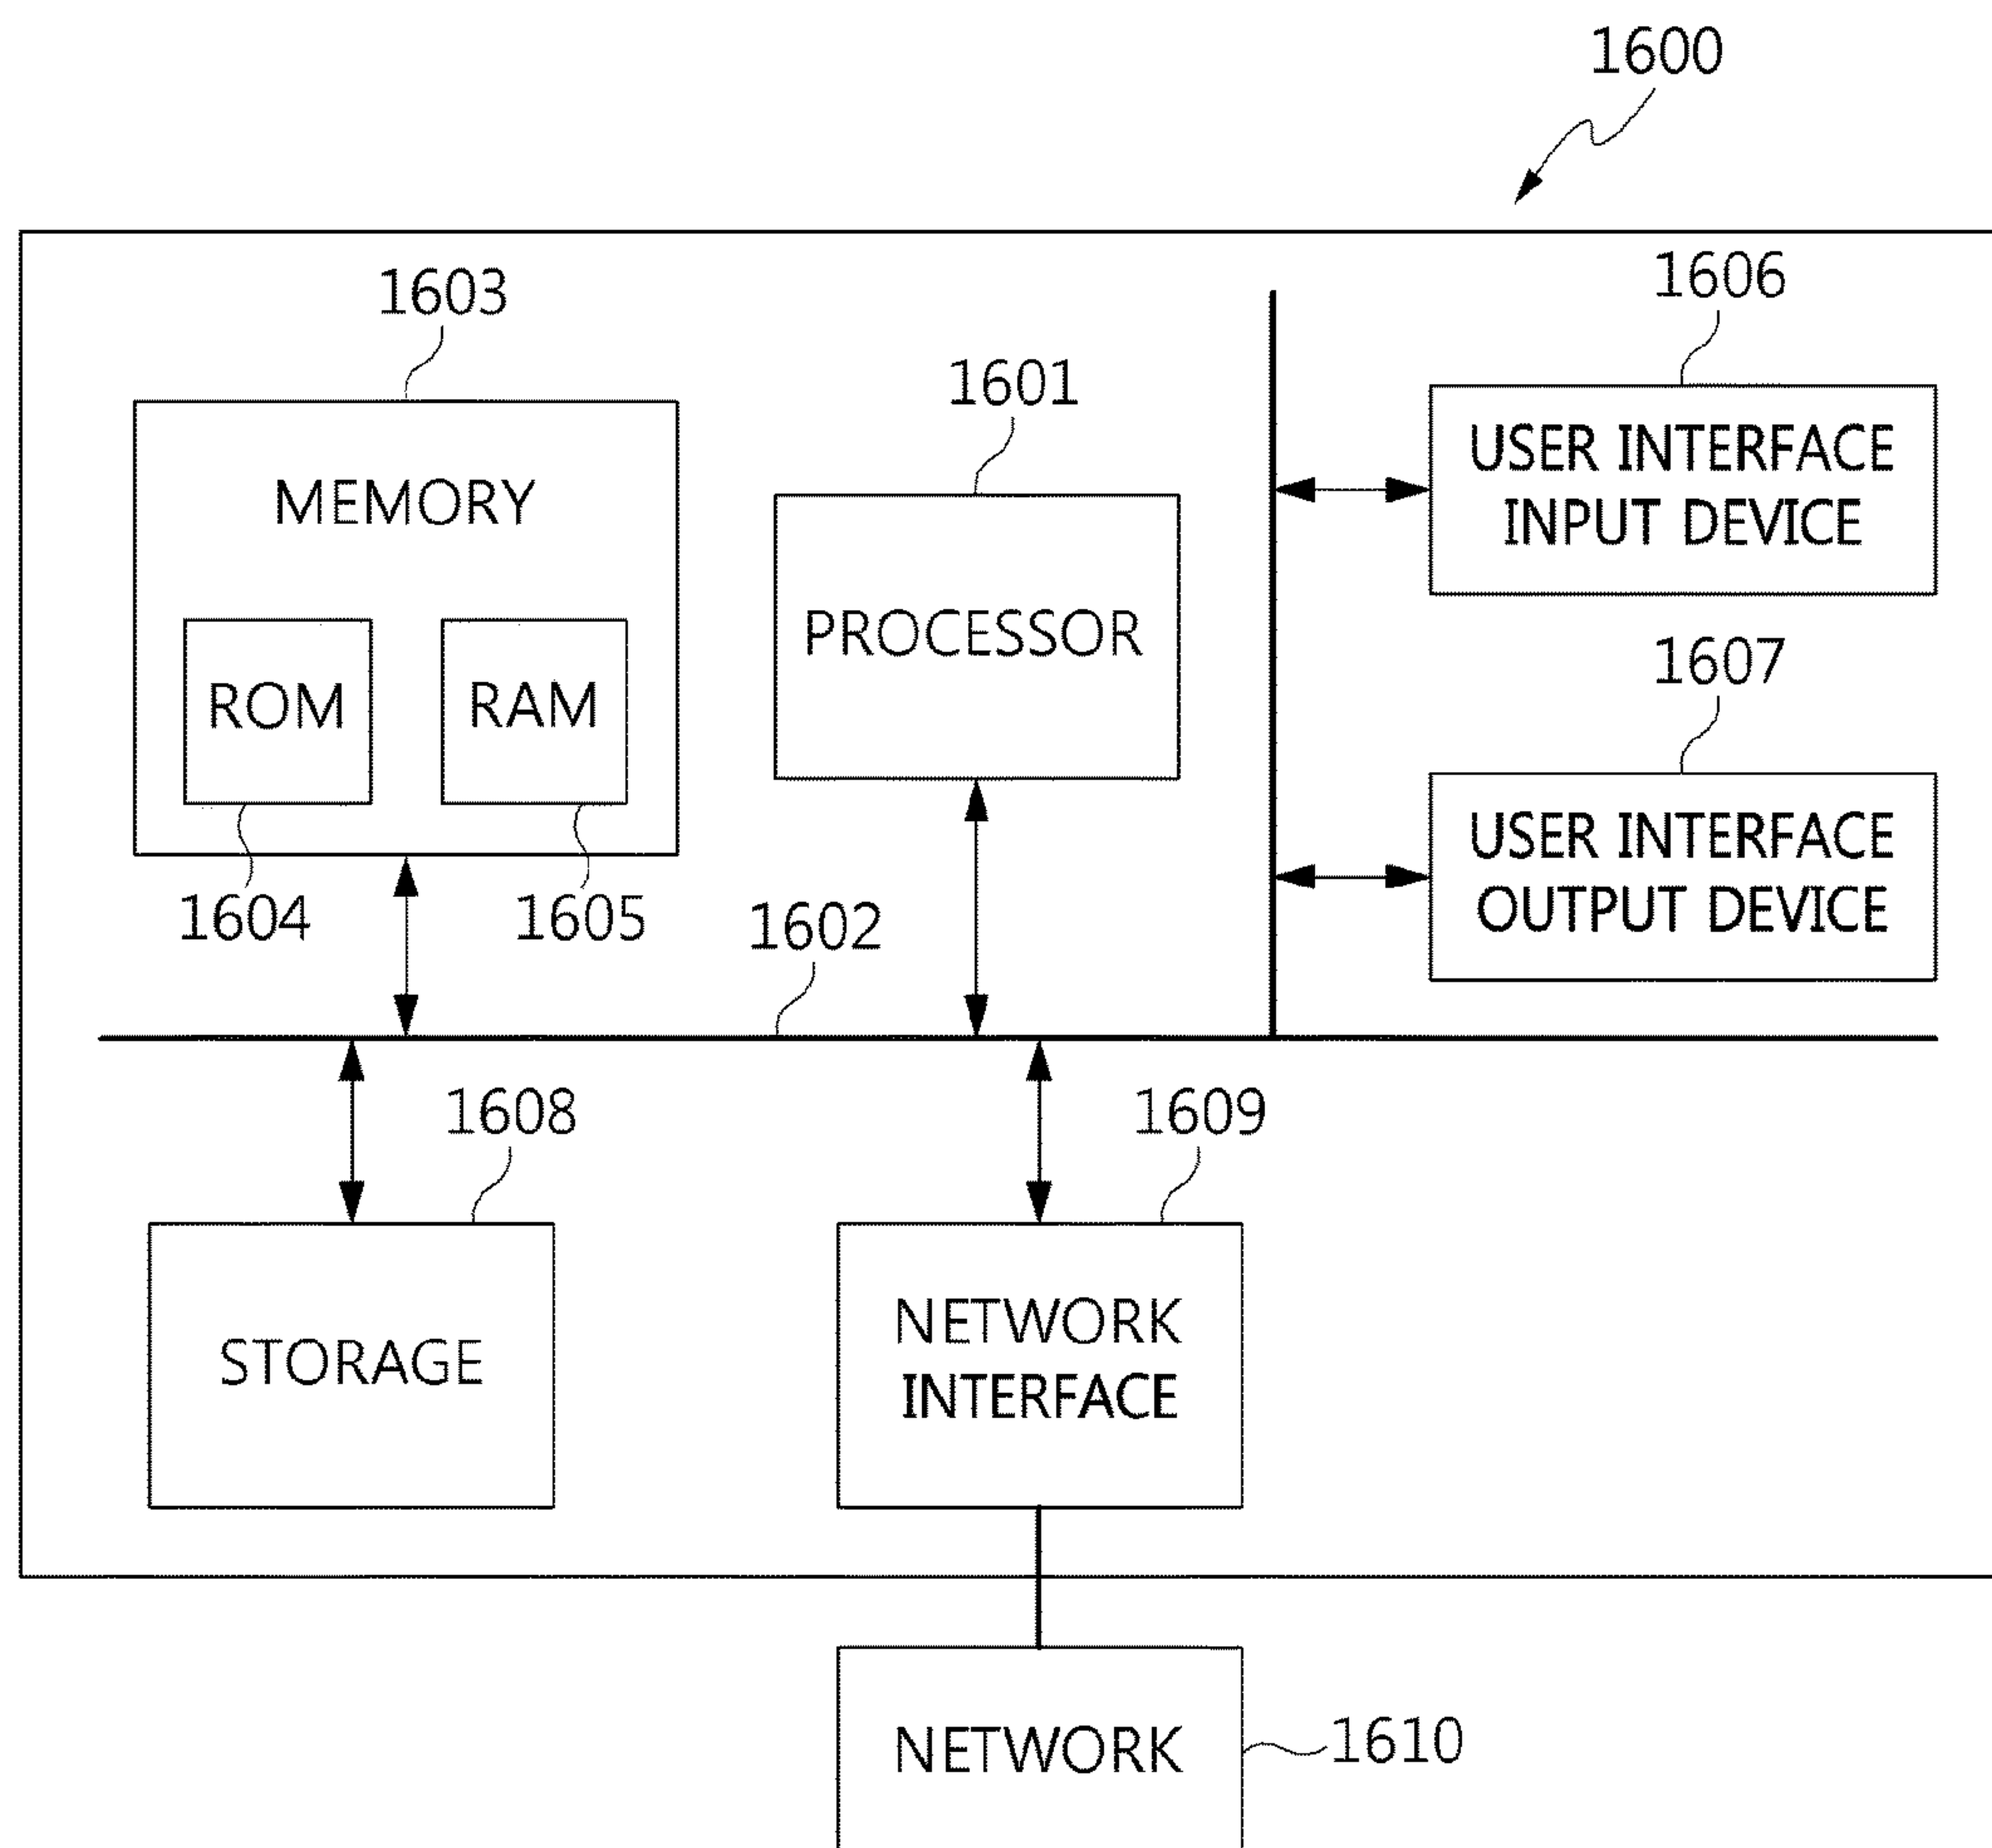 1600
1603
1606
1601
USER INTERFACE
INPUT DEVICE
MEMORY
PROCESSOR
1607
ROM
RAM
USER INTERFACE
OUTPUT DEVICE
1604
1605
1602
1608
1609
STORAGE
NETWORK
INTERFACE
NETWORK
1610